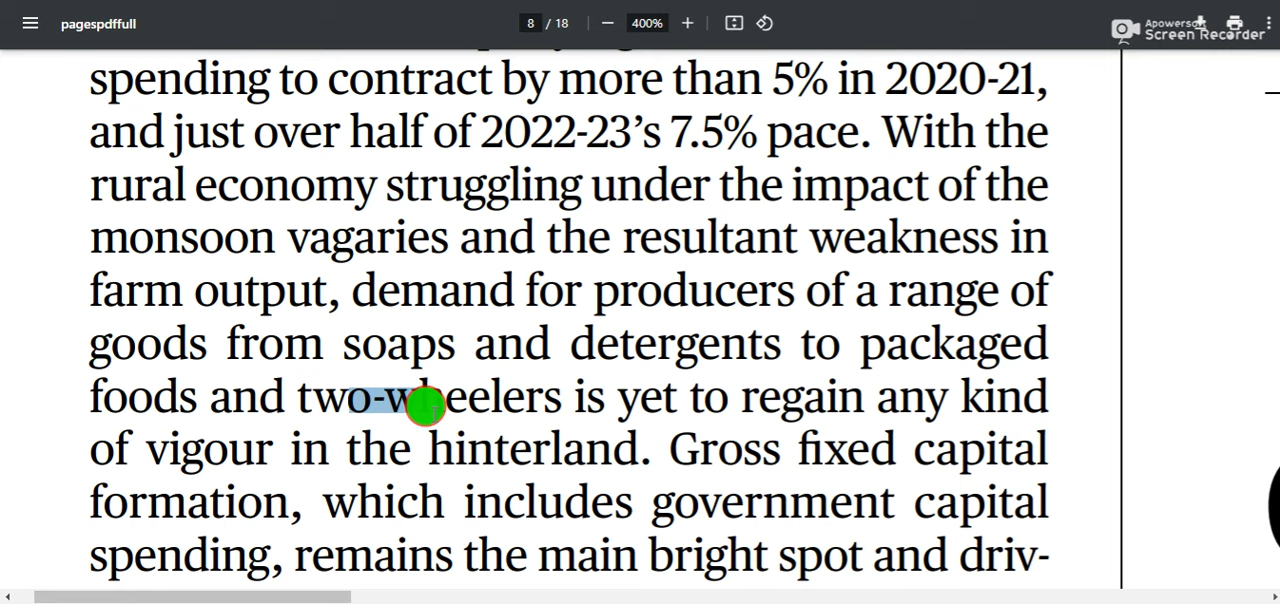 pagespdffull
8 / 18
400%
Apowersoft
Screen Recorder
spending to contract by more than 5% in 2020-21,
and just over half of 2022-23’s 7.5% pace. With the
rural economy struggling under the impact of the
monsoon vagaries and the resultant weakness in
farm output, demand for producers of a range of
goods from soaps and detergents to packaged
foods and two-wheelers is yet to regain any kind
of vigour in the hinterland. Gross fixed capital
formation, which includes government capital
spending, remains the main bright spot and driv-